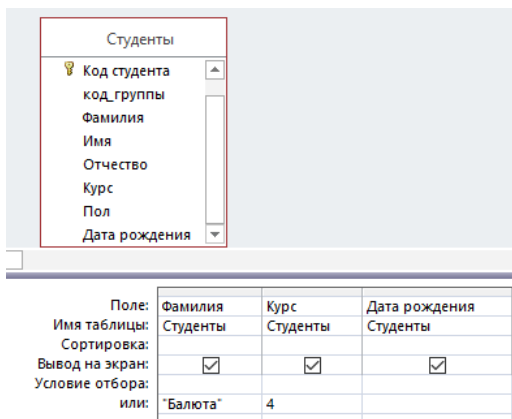 Студенты
Код студента
код_группы
Фамилия
Имя
Отчество
Курс
Пол
Дата рождения
Поле: Фамилия Курс Дата рождения
Имя таблицы: Студенты Студенты Студенты
Сортировка:
Вывод на экран:
Условие отбора:
или: "Балюта" 4